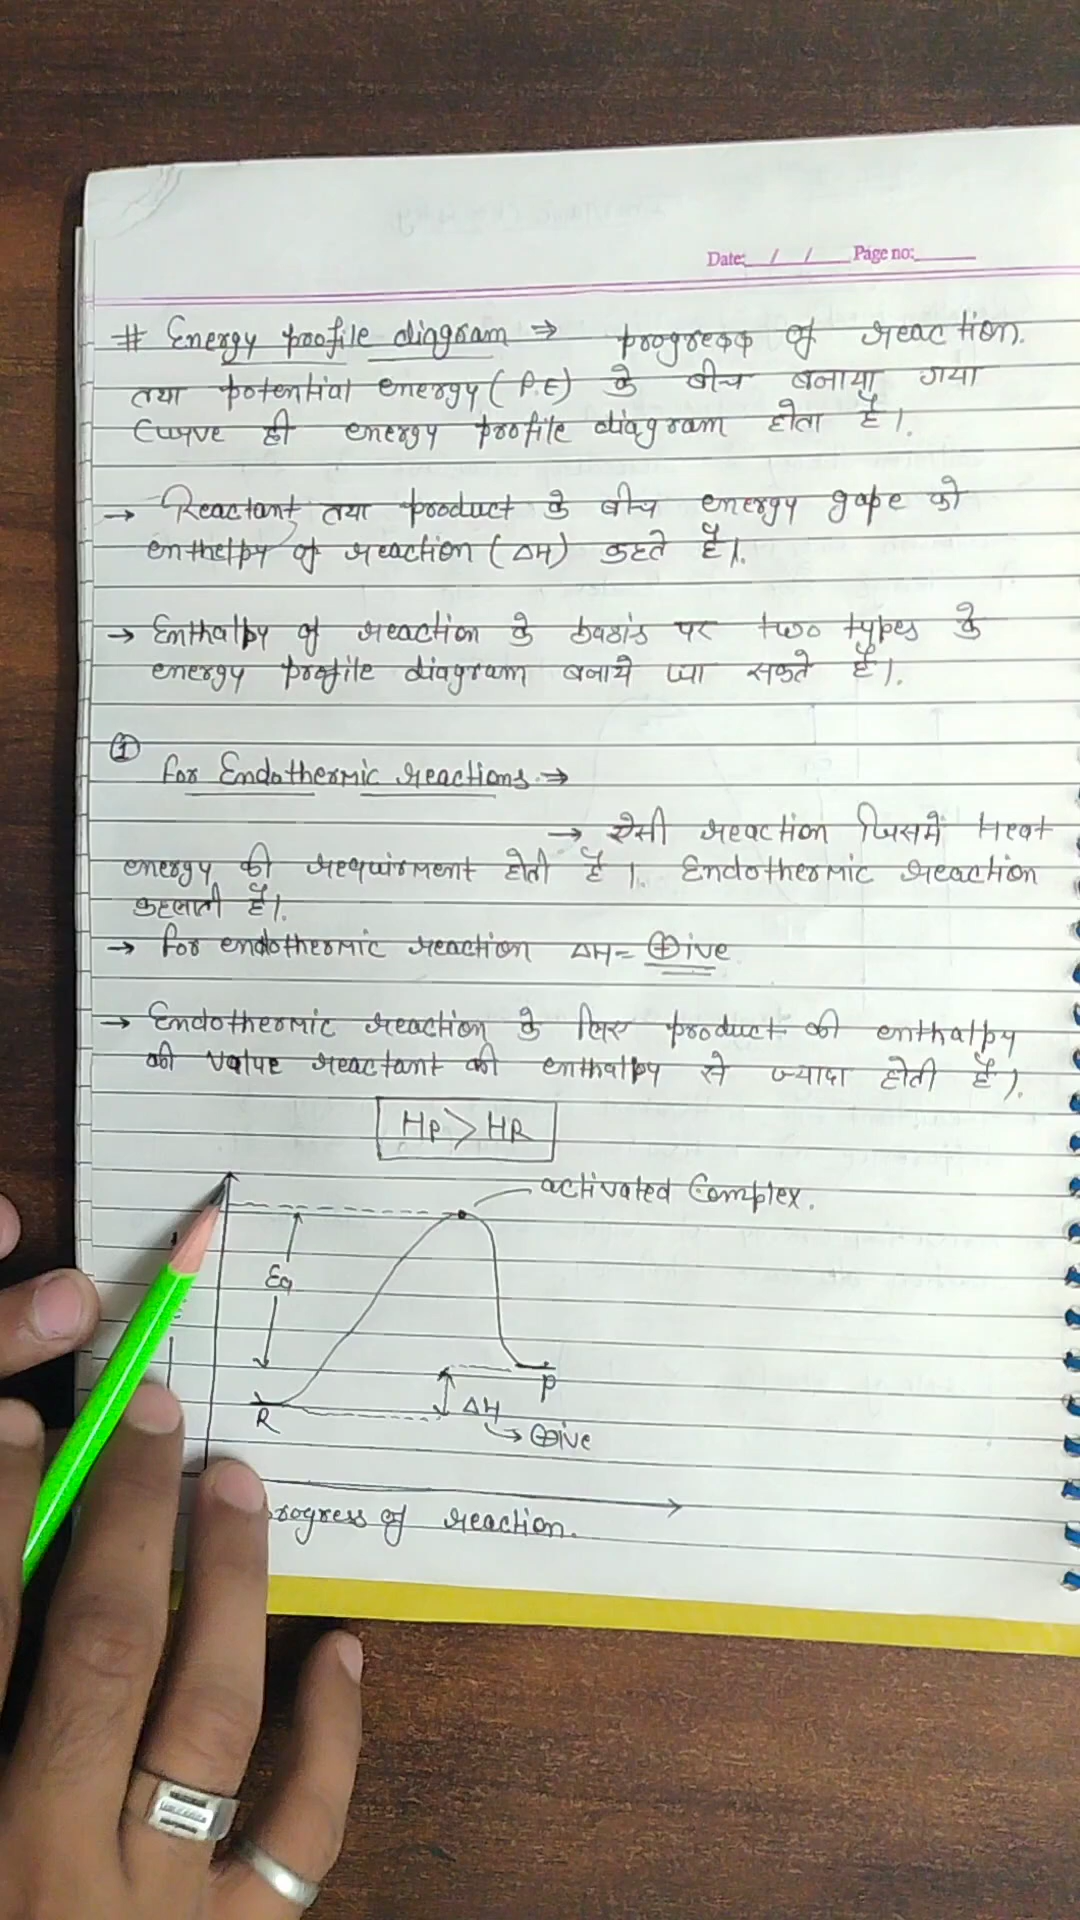 Date: / / Page no:
# Energy profile diagram ⇒ progress of reaction.
तथा potential energy (P.E) के बीच बनाया गया
Curve ही energy profile diagram होता है।.
→ Reactant तथा product के बीच energy gape को
enthelpy of reaction (ΔH) कहते है।.
→ Enthalpy of reaction के basis पर two types के
energy profile diagram बनाये जा सकते है।.
① for Endothermic reactions. ⇒
→ ऐसी reaction जिसमें Heat
energy की requirment होती है ।. Endothermic reaction
कहलाती है।.
→ for endothermic reaction ΔH = ⊕ive
→ Endothermic reaction के लिए product की enthalpy
की value reactant की enthalpy से ज्यादा होती है।.
HP > HR
activated Complex.
Ea
P
R
ΔH
→ ⊕ive
rogress of reaction.